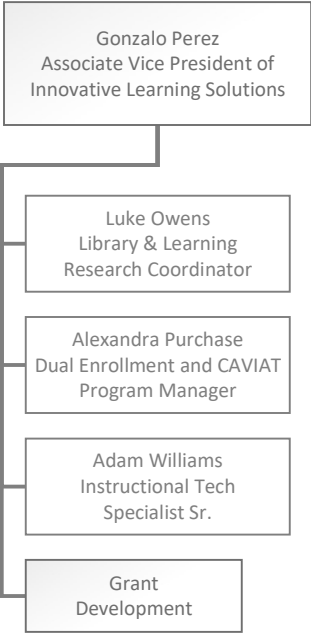 Gonzalo Perez
Associate Vice President of
Innovative Learning Solutions
Luke Owens
Library & Learning
Research Coordinator
Alexandra Purchase
Dual Enrollment and CAVIAT
Program Manager
Adam Williams
Instructional Tech
Specialist Sr.
Grant
Development